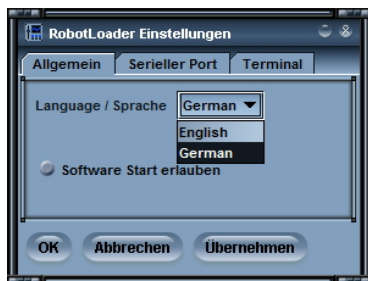 RobotLoader Einstellungen
Allgemein Serieller Port Terminal
Language / Sprache German
English
German
Software Start erlauben
OK Abbrechen Übernehmen